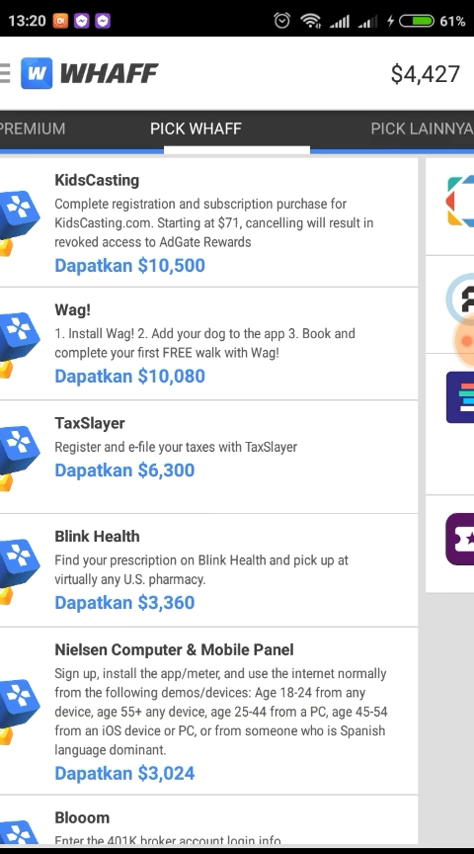 13:20 61%
W WHAFF $4,427
PREMIUM PICK WHAFF PICK LAINNYA
KidsCasting
Complete registration and subscription purchase for
KidsCasting.com. Starting at $71, cancelling will result in
revoked access to AdGate Rewards
Dapatkan $10,500
Wag!
1. Install Wag! 2. Add your dog to the app 3. Book and
complete your first FREE walk with Wag!
Dapatkan $10,080
TaxSlayer
Register and e-file your taxes with TaxSlayer
Dapatkan $6,300
Blink Health
Find your prescription on Blink Health and pick up at
virtually any U.S. pharmacy.
Dapatkan $3,360
Nielsen Computer & Mobile Panel
Sign up, install the app/meter, and use the internet normally
from the following demos/devices: Age 18-24 from any
device, age 55+ any device, age 25-44 from a PC, age 45-54
from an iOS device or PC, or from someone who is Spanish
language dominant.
Dapatkan $3,024
Blooom
Enter the 401K broker account login info